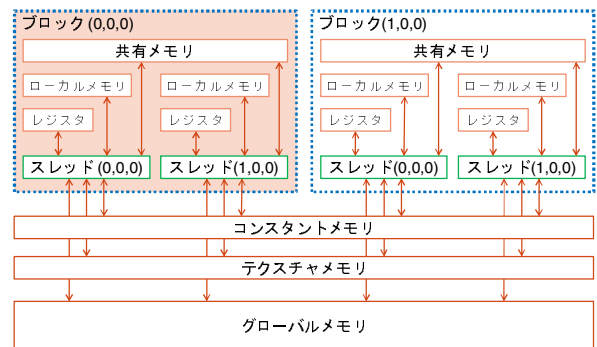 ブロック(0,0,0)
ブロック(1,0,0)
共有メモリ
共有メモリ
ローカルメモリ
ローカルメモリ
ローカルメモリ
ローカルメモリ
レジスタ
レジスタ
レジスタ
レジスタ
スレッド(0,0,0)
スレッド(1,0,0)
スレッド(0,0,0)
スレッド(1,0,0)
コンスタントメモリ
テクスチャメモリ
グローバルメモリ